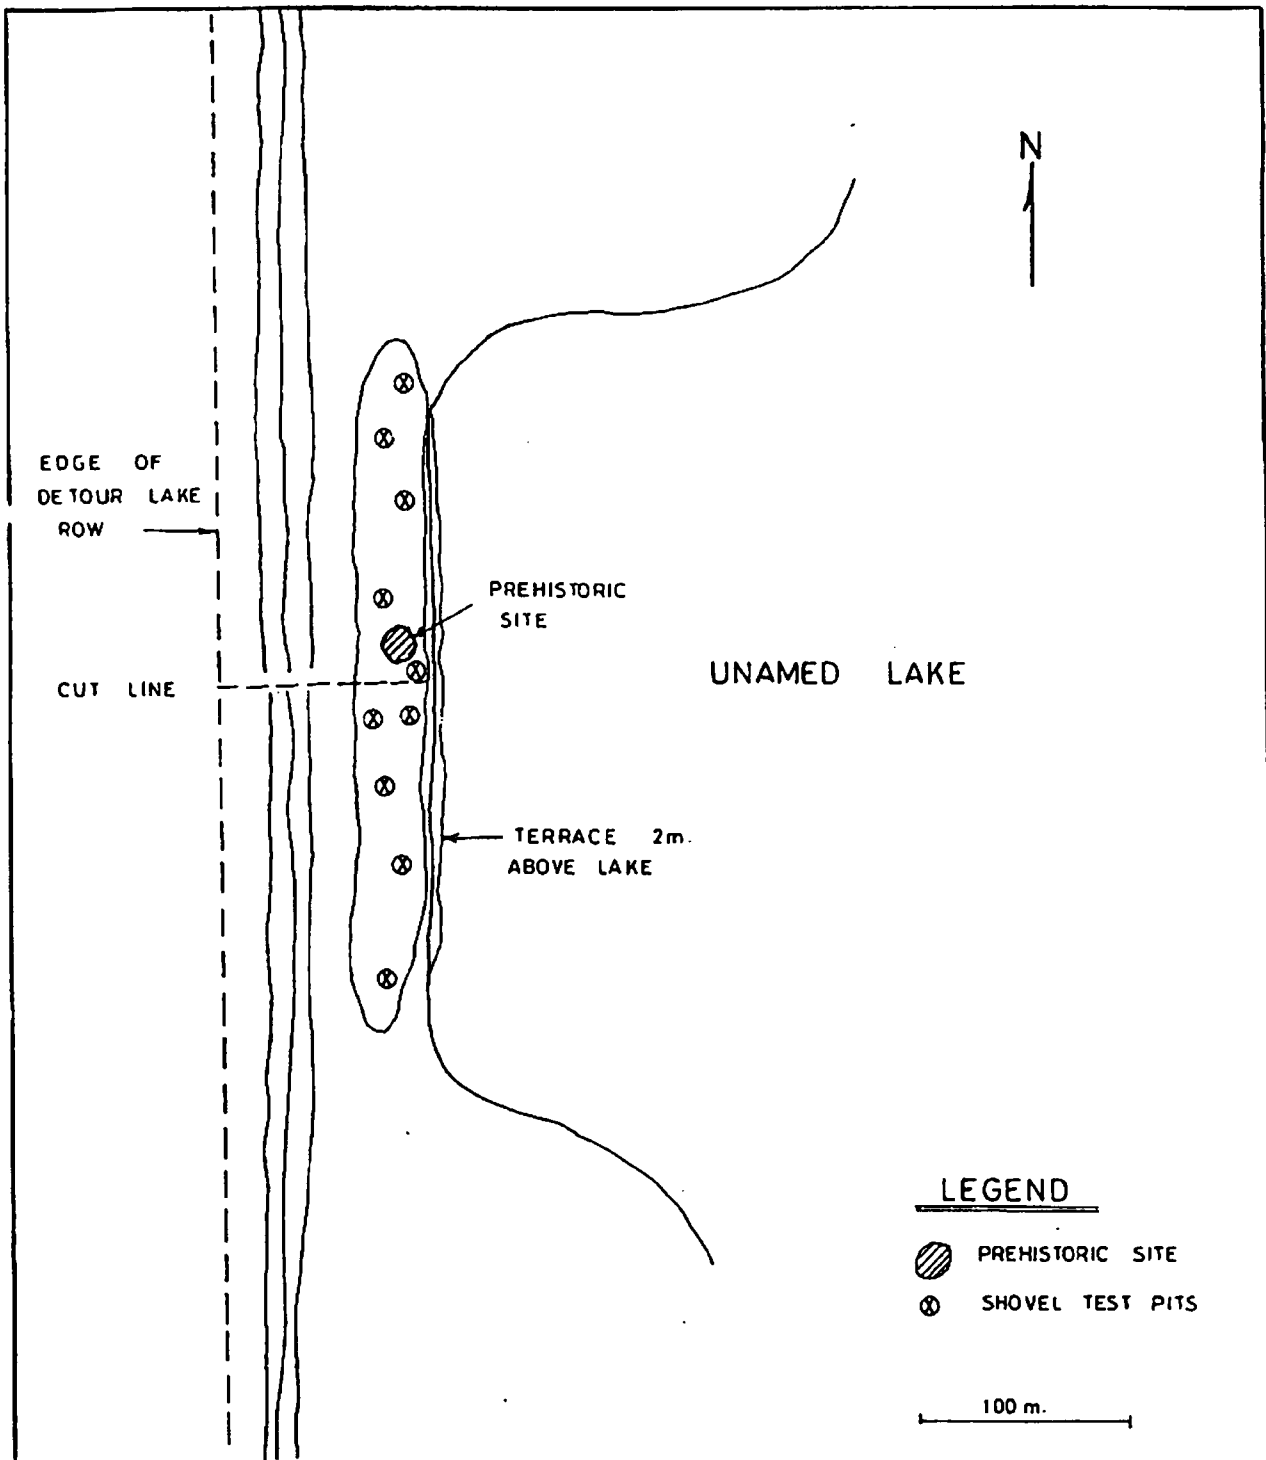 N
EDGE OF
DETOUR LAKE
ROW
PREHISTORIC
SITE
CUT LINE
UNAMED LAKE
TERRACE 2m.
ABOVE LAKE
LEGEND
PREHISTORIC SITE
SHOVEL TEST PITS
100 m.